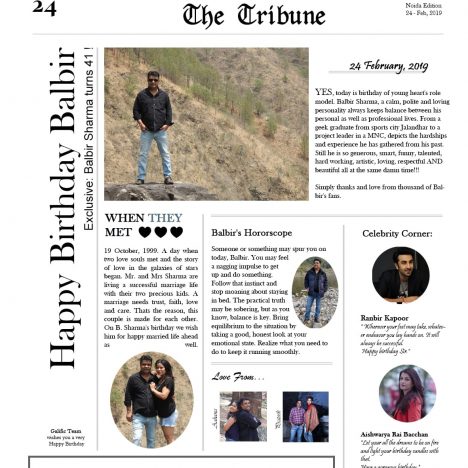 24
The Tribune
Noida Edition
24 - Feb, 2019
Happy Birthday Balbir
Exclusive: Balbir Sharma turns 41 !
24 February, 2019
YES, today is birthday of young heart's role
model. Balbir Sharma, a calm, polite and loving
personality always keeps balance between his
personal as well as professional lives. From a
geek graduate from sports city Jalandhar to a
project leader in a MNC, depicts the hardships
and experience he has gathered from his past.
Still he is so generous, smart, funny, talented,
hard working, artistic, loving, respectful AND
beautiful all at the same damn time!!!
Simply thanks and love from thousand of Bal-
bir's fans.
WHEN THEY
MET
19 October, 1999. A day when
two love souls met and the story
of love in the galaxies of stars
began. Mr. and Mrs Sharma are
living a successful marriage life
with their two precious kids. A
marriage needs trust, faith, love
and care. Thats the reason, this
couple is made for each other.
On B. Sharma's birthday we wish
him for happy married life ahead
as well.
Galific Team
wishes you a very
Happy Birthday
Balbir's Hororscope
Someone or something may spur you on
today, Balbir. You may feel
a nagging impulse to get
up and do something.
Follow that instinct and
stop moaning about staying
in bed. The practical truth
may be sobering, but as you
know, balance is key. Bring
equilibrium to the situation by
taking a good, honest look at your
emotional state. Realize what you need to
do to keep it running smoothly.
Love From...
Celebrity Corner:
Ranbir Kapoor
" Wherever your feet may take, whatev-
er endeavor you lay hands on. It will
always be successful.
Happy birthday Sir."
Aishwarya Rai Bacchan
"Let your all the dreams to be on fire
and light your birthday candles with
that.
Have a gorgeous birthday."